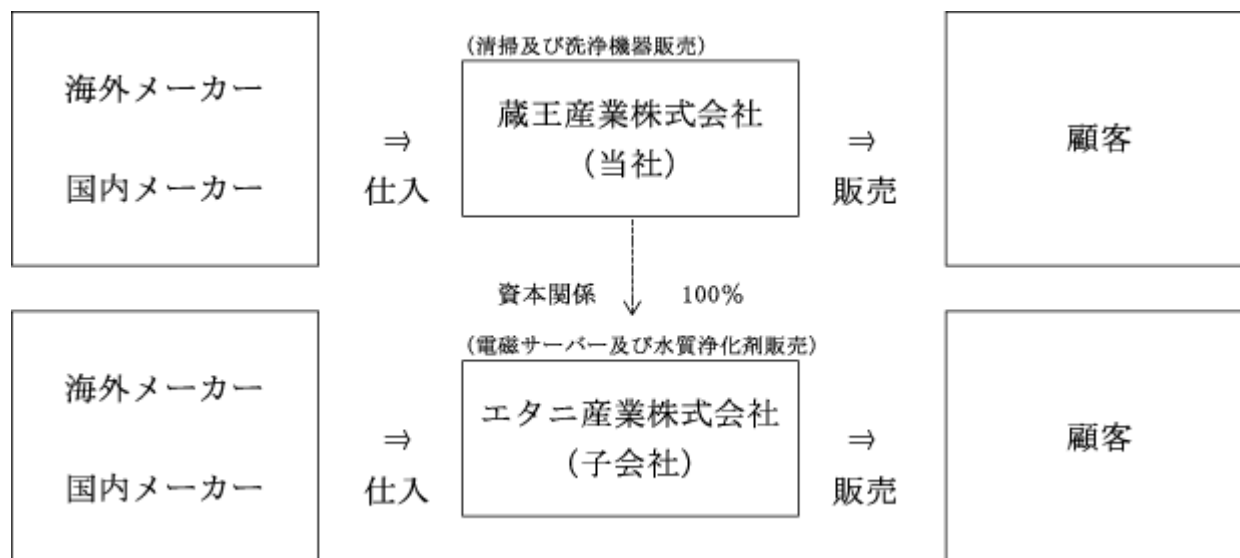 海外メーカー
国内メーカー
⇒
仕入
(清掃及び洗浄機器販売)
蔵王産業株式会社
(当社)
⇒
販売
顧客
資本関係 100%
海外メーカー
国内メーカー
⇒
仕入
(電磁サーバー及び水質浄化剤販売)
エタニ産業株式会社
(子会社)
⇒
販売
顧客